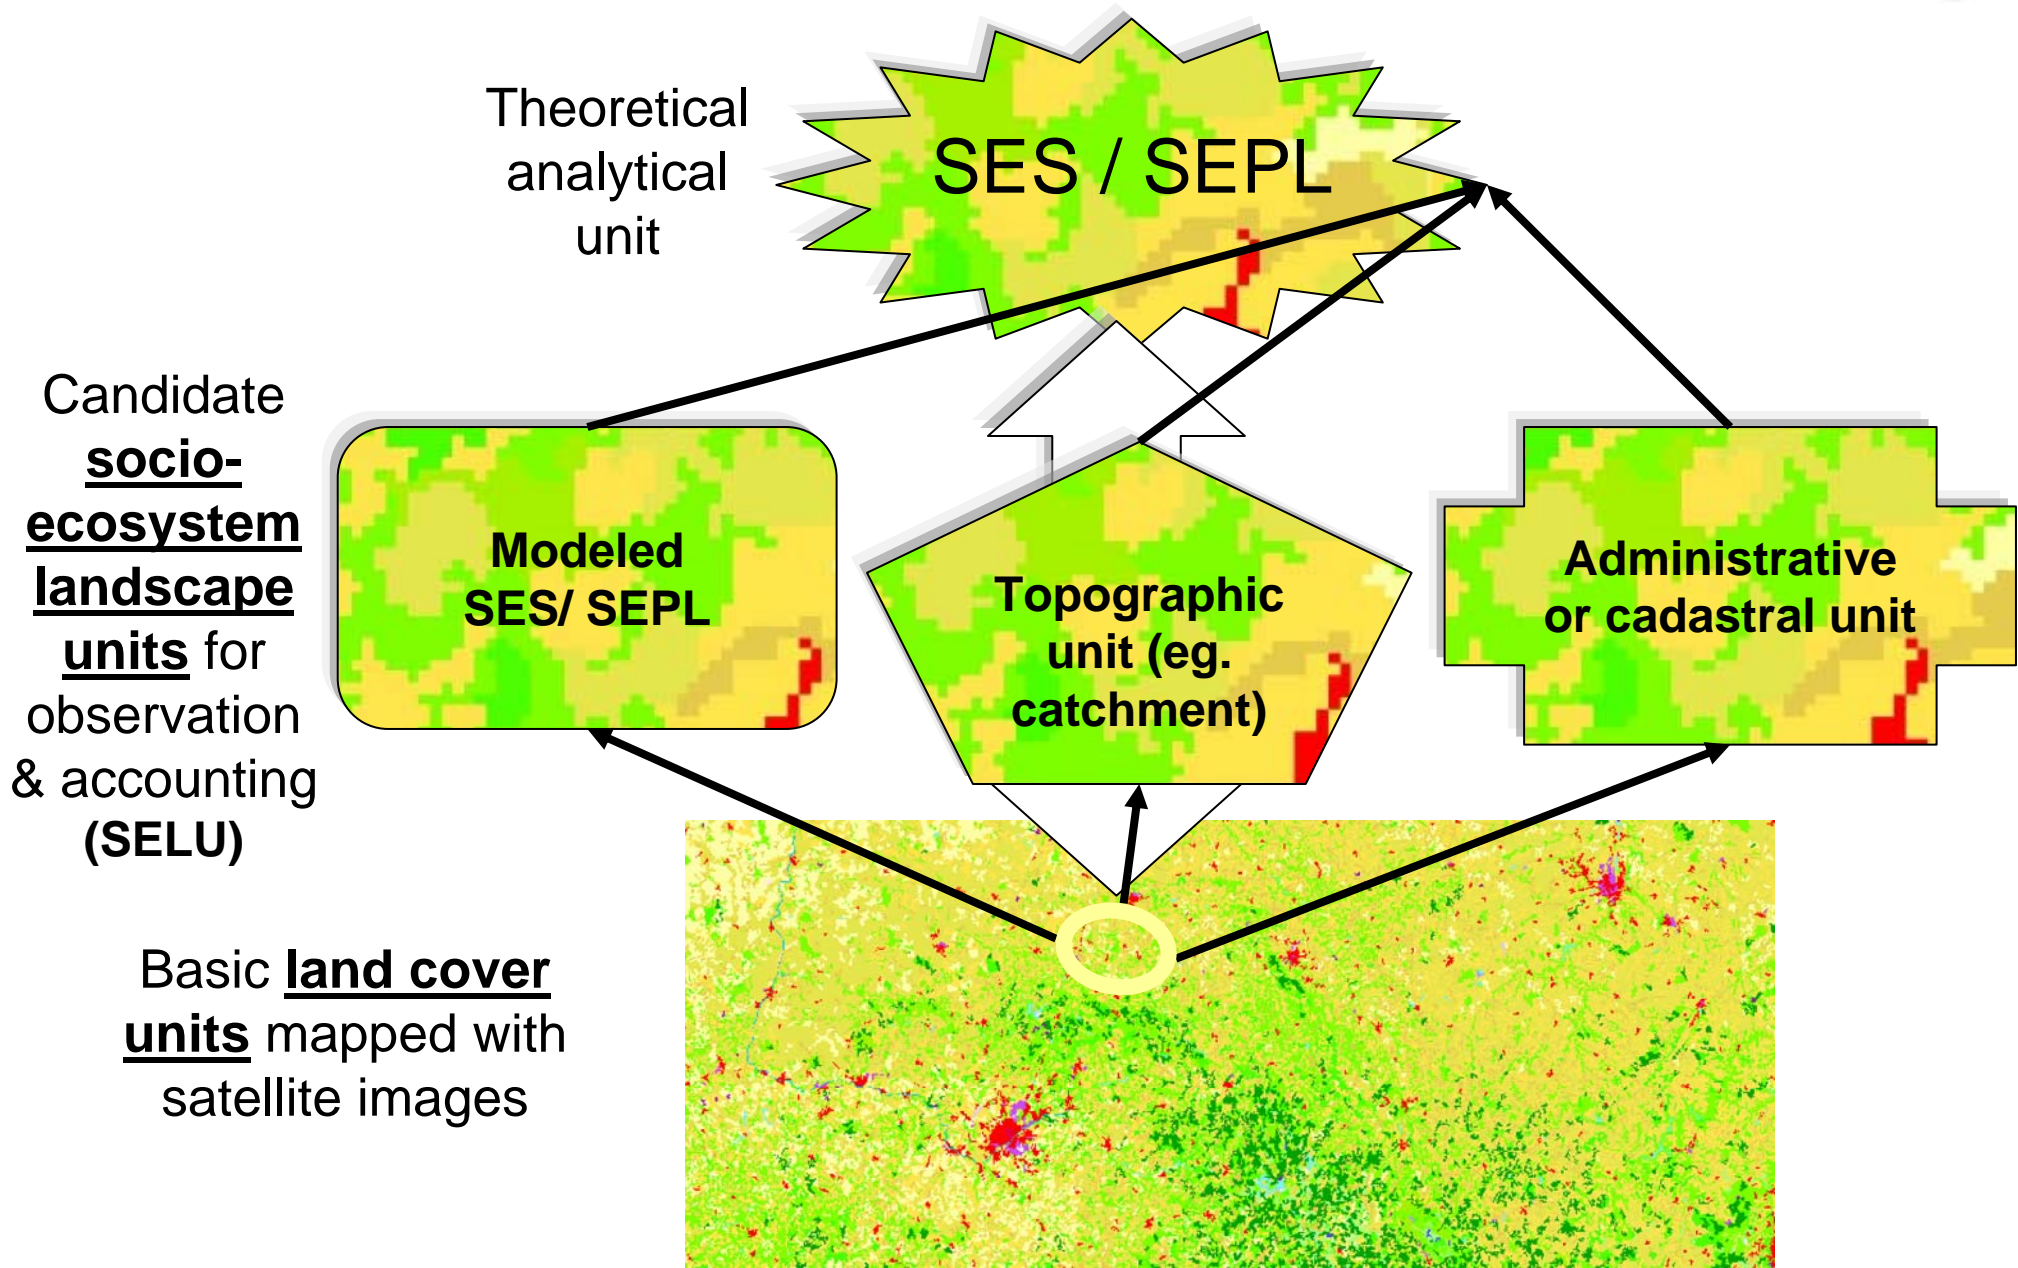 Theoretical
analytical
unit
SES / SEPL
Candidate
socio-
ecosystem
landscape
units for
observation
& accounting
(SELU)
Modeled
SES/ SEPL
Topographic
unit (eg.
catchment)
Administrative
or cadastral unit
Basic land cover
units mapped with
satellite images